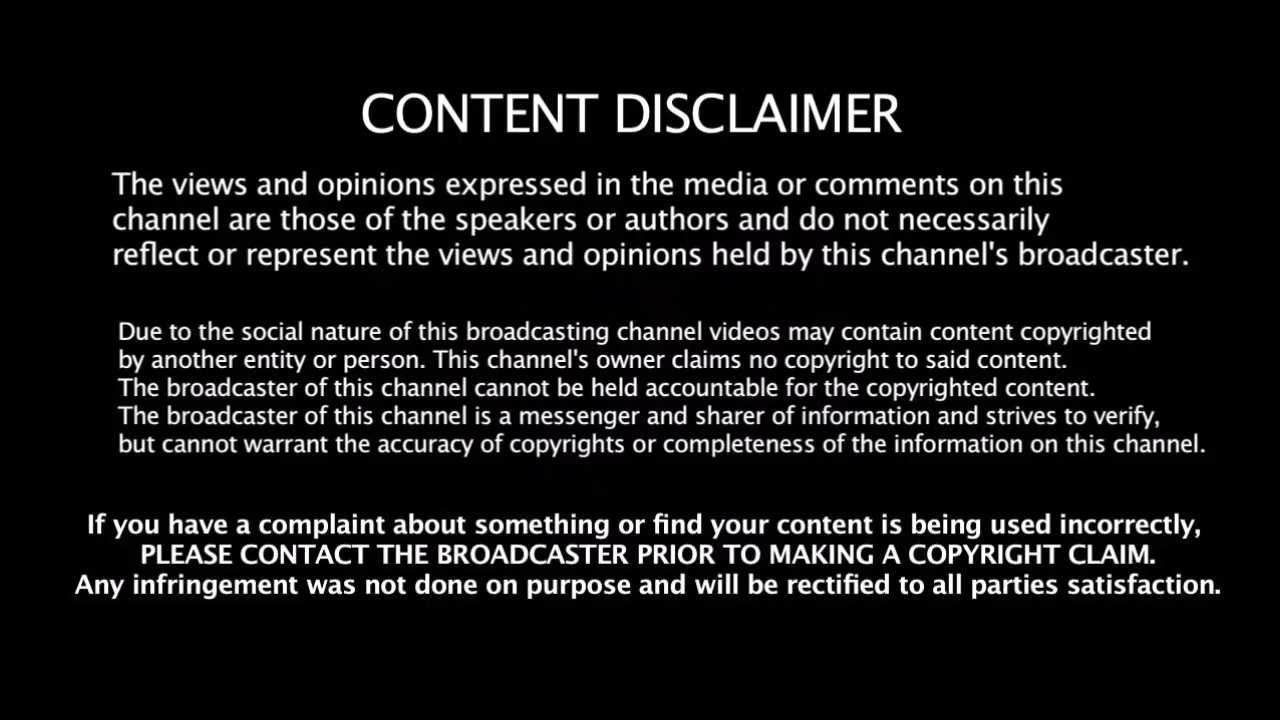 CONTENT DISCLAIMER
The views and opinions expressed in the media or comments on this
channel are those of the speakers or authors and do not necessarily
reflect or represent the views and opinions held by this channel's broadcaster.
Due to the social nature of this broadcasting channel videos may contain content copyrighted
by another entity or person. This channel's owner claims no copyright to said content.
The broadcaster of this channel cannot be held accountable for the copyrighted content.
The broadcaster of this channel is a messenger and sharer of information and strives to verify,
but cannot warrant the accuracy of copyrights or completeness of the information on this channel.
If you have a complaint about something or find your content is being used incorrectly,
PLEASE CONTACT THE BROADCASTER PRIOR TO MAKING A COPYRIGHT CLAIM.
Any infringement was not done on purpose and will be rectified to all parties satisfaction.